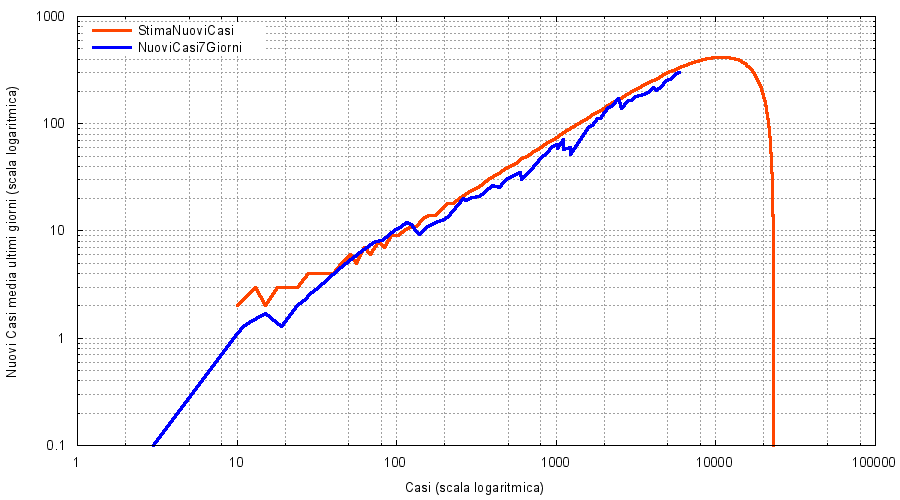 1000
StimaNuoviCasi
NuoviCasi7Giorni
100
10
1
0.1
Nuovi Casi media ultimi giorni (scala logaritmica)
1 10 100 1000 10000 100000
Casi (scala logaritmica)